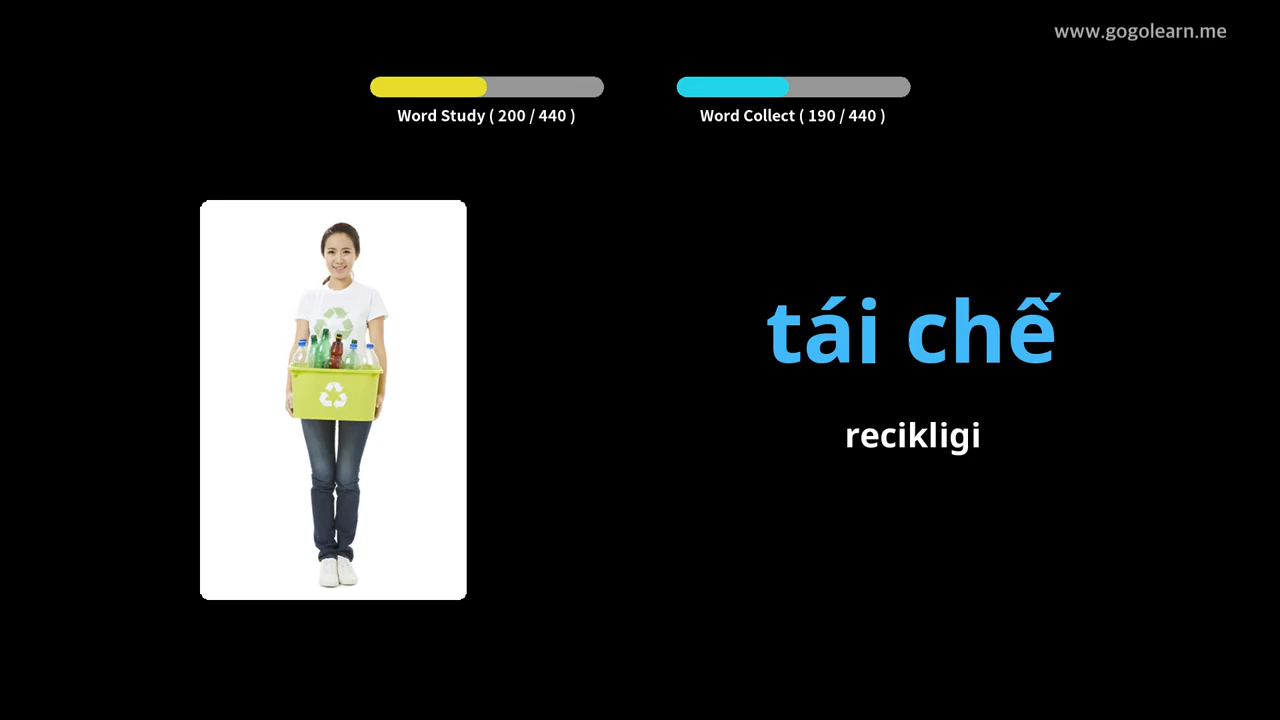 www.gogolearn.me
Word Study ( 200 / 440 )
Word Collect ( 190 / 440 )
tái chế
recikligi